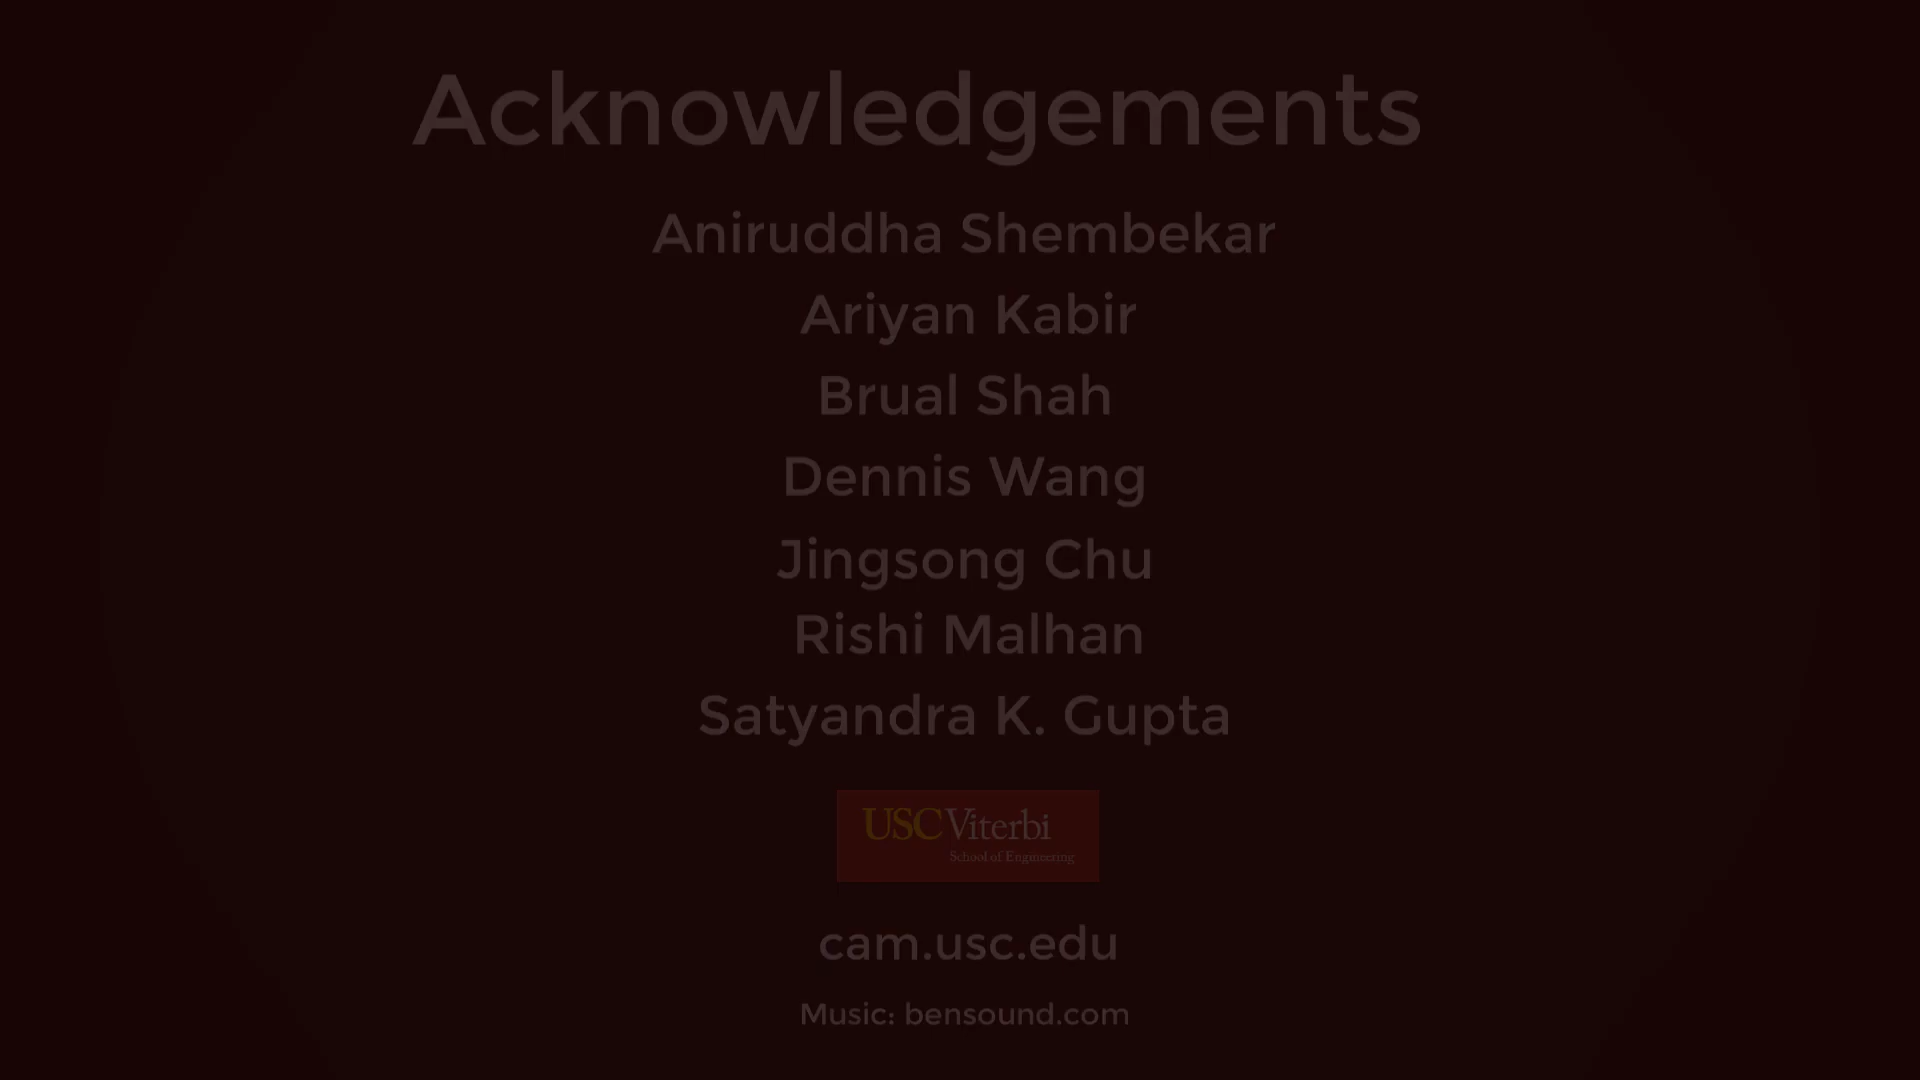 Acknowledgements
Aniruddha Shembekar
Ariyan Kabir
Brual Shah
Dennis Wang
Jingsong Chu
Rishi Malhan
Satyandra K. Gupta
USC Viterbi
School of Engineering
cam.usc.edu
Music: bensound.com